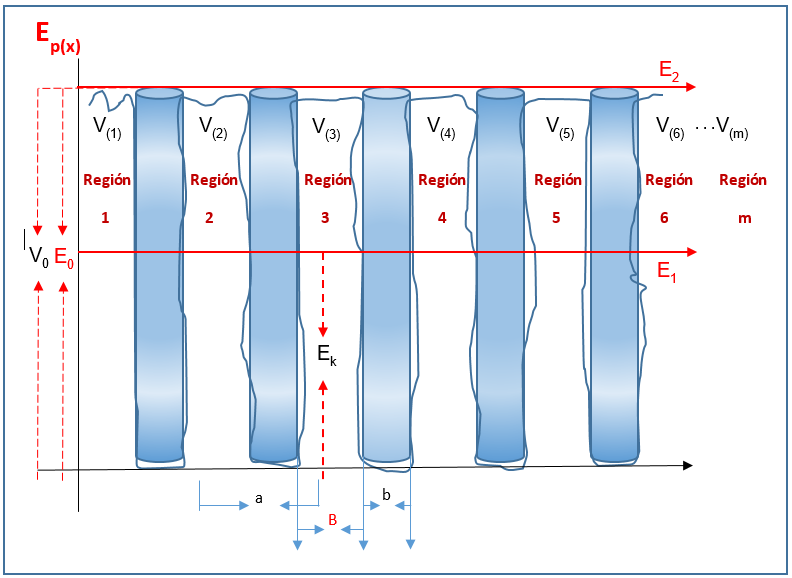 E p(x)
E2
V(1) V(2) V(3) V(4) V(5) V(6) ···V(m)
Región Región Región Región Región Región Región
1 2 3 4 5 6 m
V0 E0
E1
Ek
a b
B